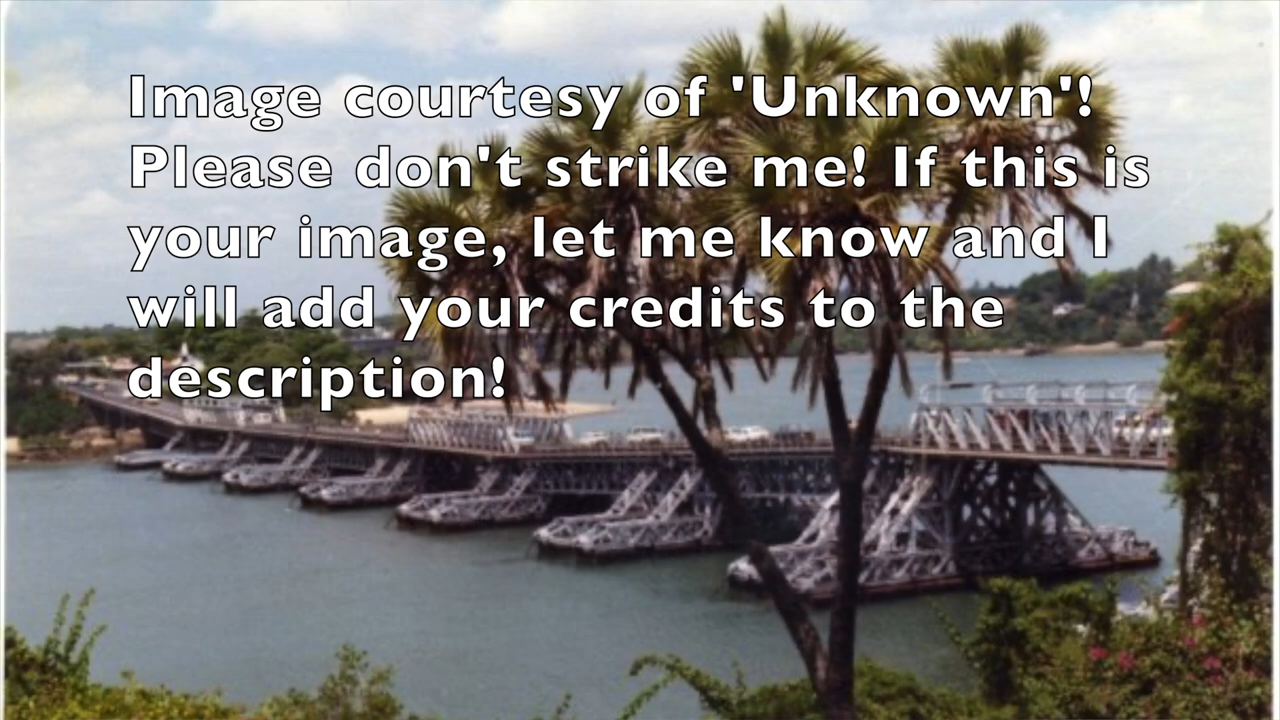 Image courtesy of 'Unknown'!
Please don't strike me! If this is
your image, let me know and I
will add your credits to the
description!